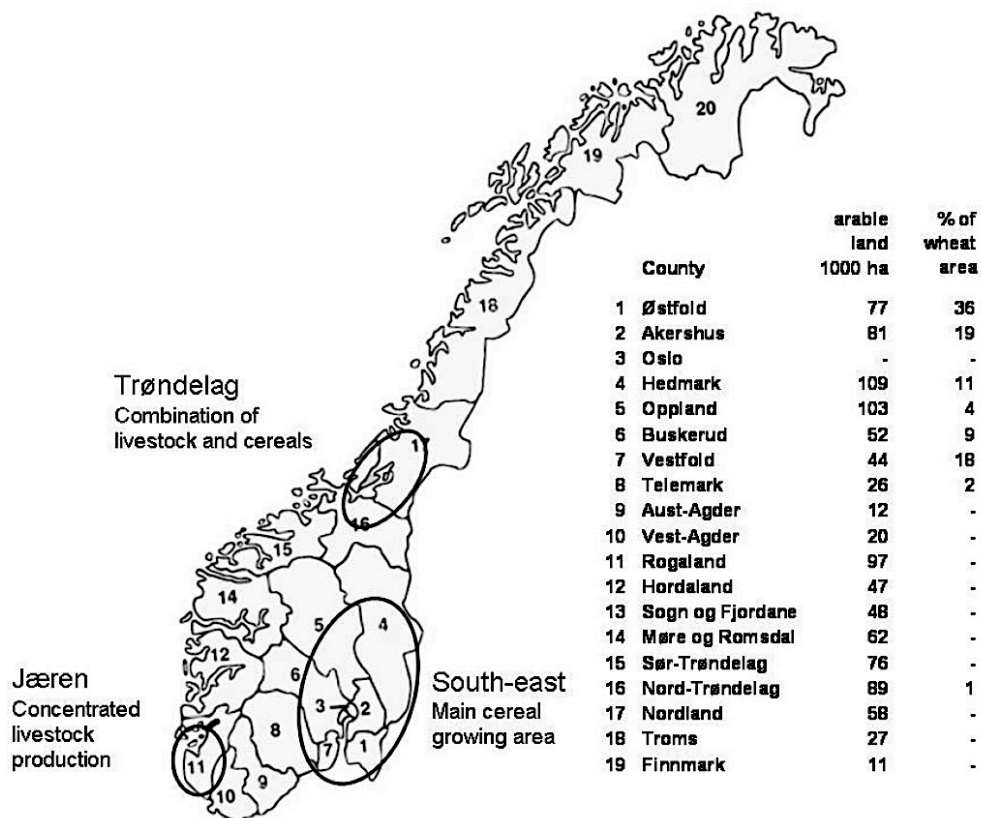 20
19
18
1
16
15
14
12
11
10
9
8
7
6
5
4
3
2
1
Trøndelag
Combination of
livestock and cereals
Jæren
Concentrated
livestock
production
South-east
Main cereal
growing area
arable % of
land wheat
County 1000 ha area
1 Østfold 77 36
2 Akershus 81 19
3 Oslo - -
4 Hedmark 109 11
5 Oppland 103 4
6 Buskerud 52 9
7 Vestfold 44 18
8 Telemark 26 2
9 Aust-Agder 12 -
10 Vest-Agder 20 -
11 Rogaland 97 -
12 Hordaland 47 -
13 Sogn og Fjordane 48 -
14 Møre og Romsdal 62 -
15 Sør-Trøndelag 76 -
16 Nord-Trøndelag 89 1
17 Nordland 58 -
18 Troms 27 -
19 Finnmark 11 -